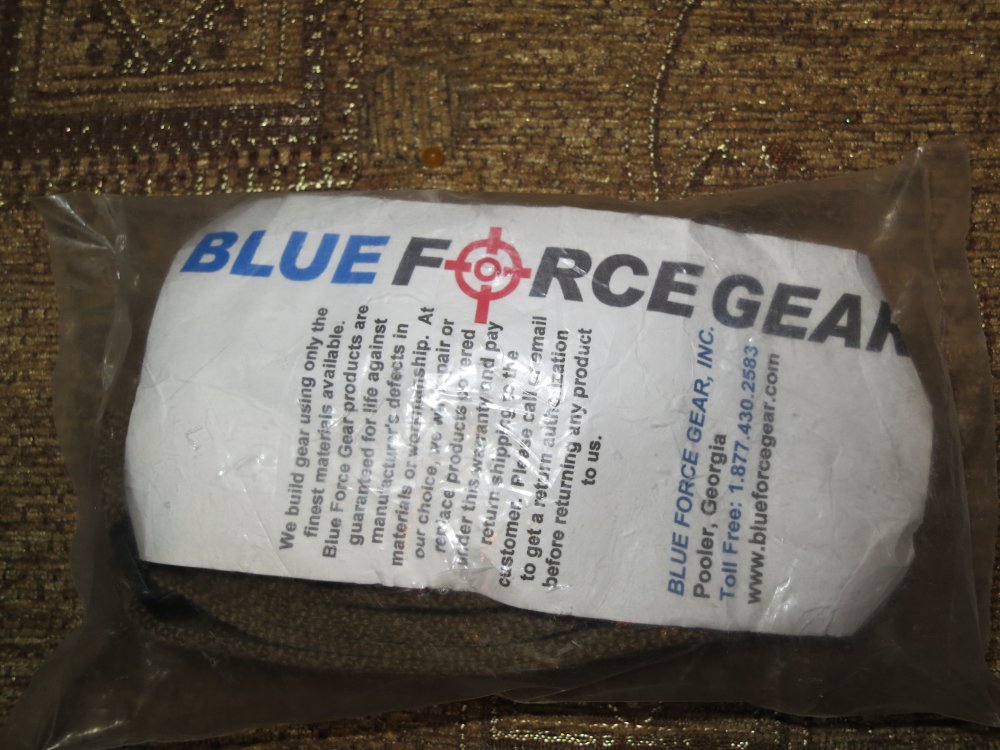 BLUE FORCE GEAR
We build gear using only the
finest materials available.
Blue Force Gear products are
guaranteed for life against
manufacturer's defects in
materials or workmanship. At
our choice, we will repair or
replace products covered
under this warranty and pay
return shipping to the
customer. Please call or email
to get a return authorization
before returning any product
to us.
BLUE FORCE GEAR, INC.
Pooler, Georgia
Toll Free: 1.877.430.2583
www.blueforcegear.com